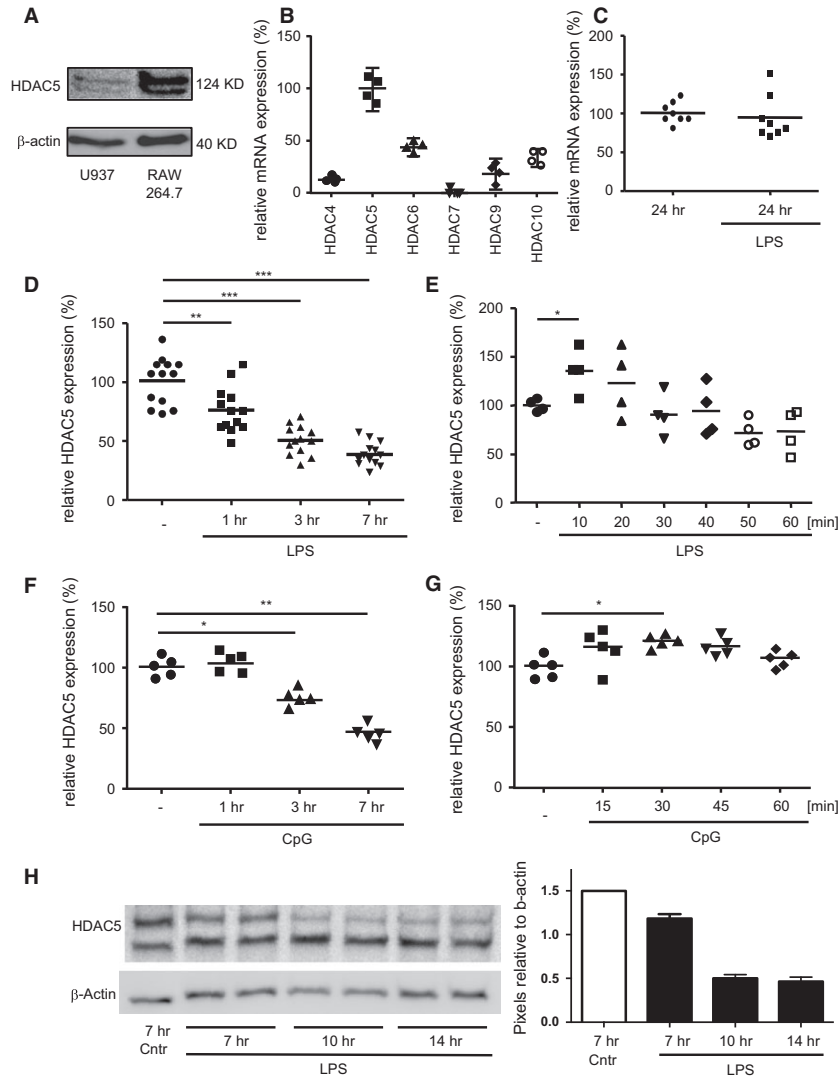 A
HDAC5
124 KD
β-actin
40 KD
U937
RAW
264.7
B
relative mRNA expression (%)
150
100
50
0
HDAC4
HDAC5
HDAC6
HDAC7
HDAC9
HDAC10
C
relative mRNA expression (%)
200
150
100
50
0
24 hr
24 hr
LPS
D
***
***
**
relative HDAC5 expression (%)
150
100
50
0
-
1 hr
3 hr
7 hr
LPS
E
*
relative HDAC5 expression (%)
200
150
100
50
0
-
10
20
30
40
50
60
[min]
LPS
F
**
*
relative HDAC5 expression (%)
150
100
50
0
-
1 hr
3 hr
7 hr
CpG
G
*
relative HDAC5 expression (%)
150
100
50
0
-
15
30
45
60
[min]
CpG
H
HDAC5
β-Actin
7 hr
Cntr
7 hr
10 hr
14 hr
LPS
Pixels relative to b-actin
1.5
1.0
0.5
0.0
7 hr
Cntr
7 hr
10 hr
14 hr
LPS